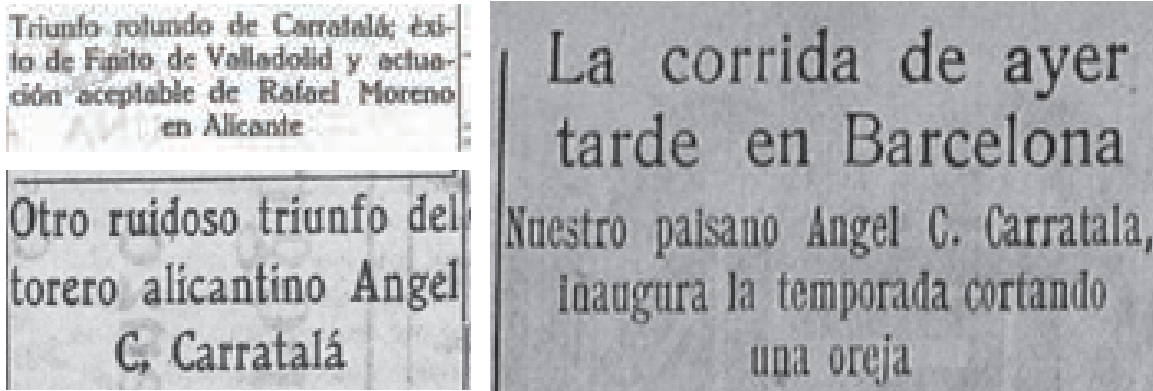 Triunfo rotundo de Carratalá; éxi-
to de Finito de Valladolid y actua-
ción aceptable de Rafael Moreno
en Alicante
Otro ruidoso triunfo del
torero alicantino Angel
C. Carratalá
La corrida de ayer
tarde en Barcelona
Nuestro paisano Angel C. Carratala,
inaugura la temporada cortando
una oreja